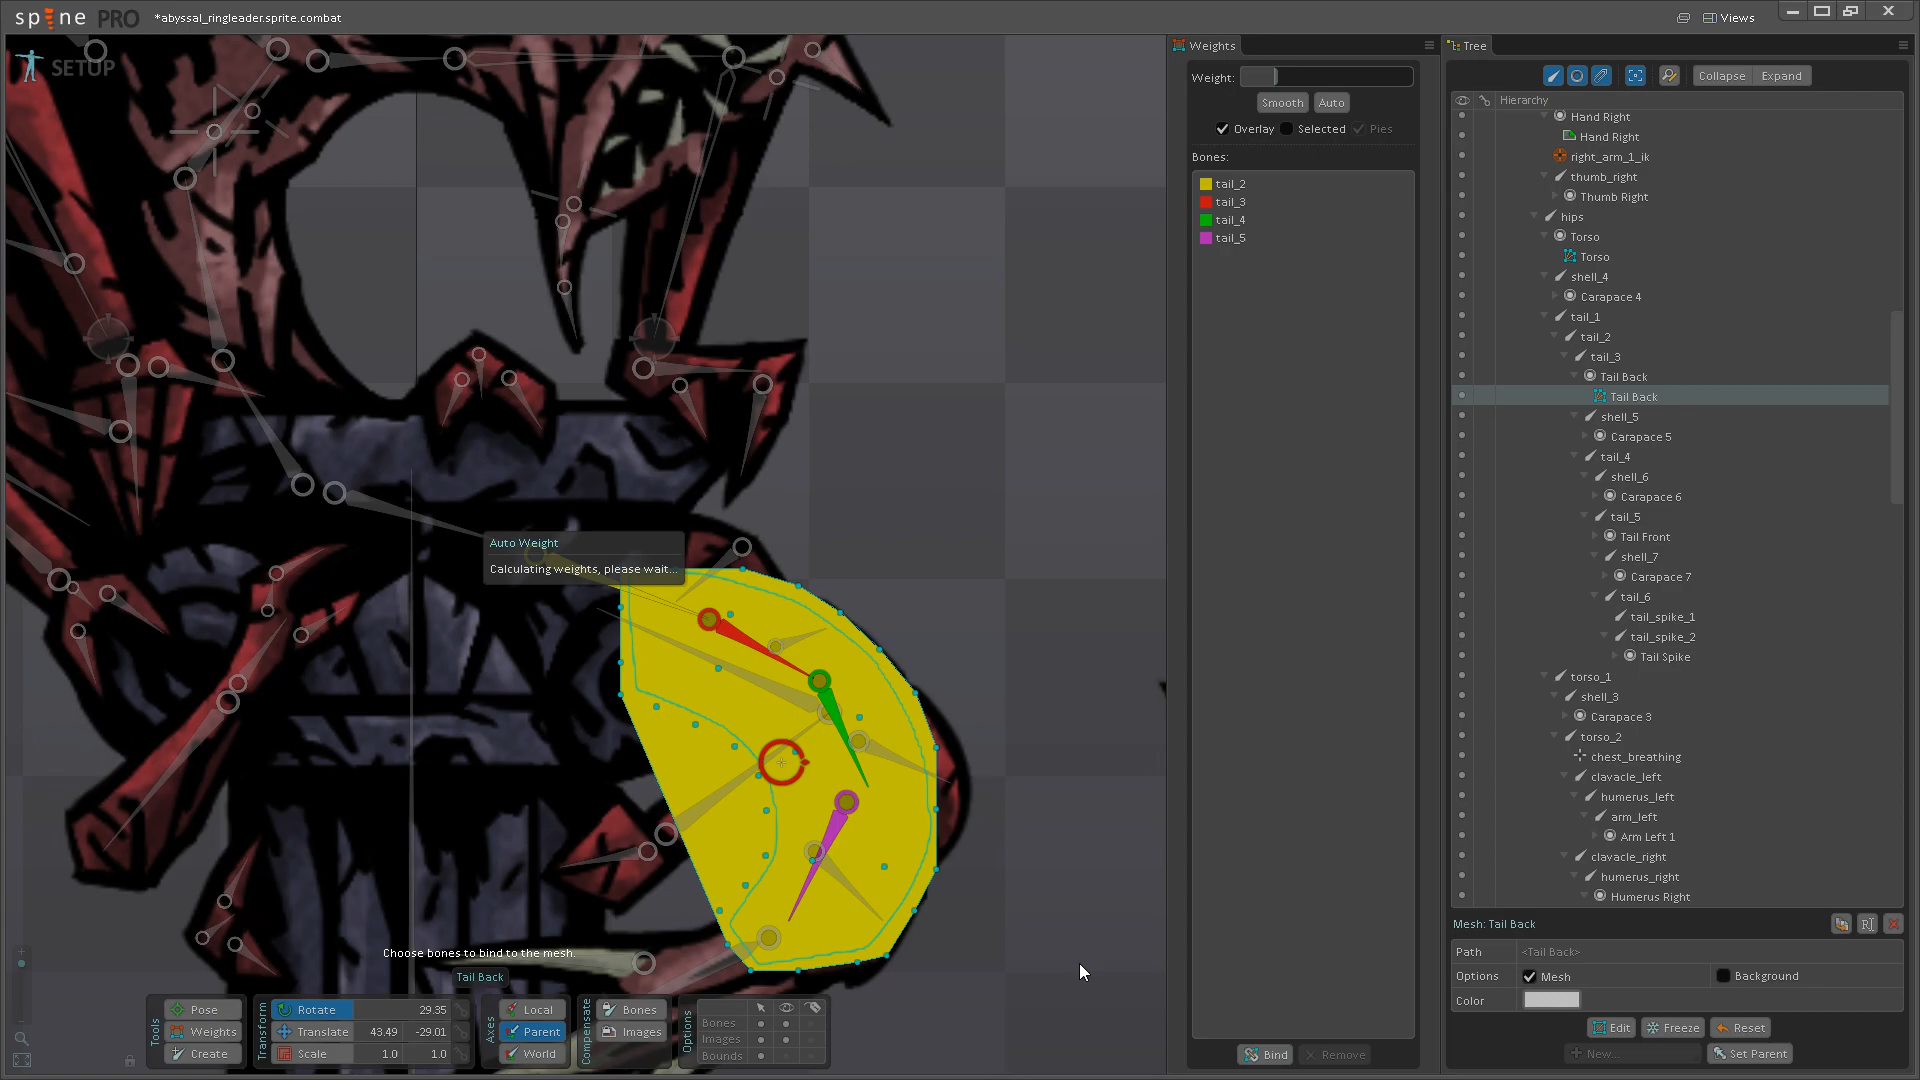 spine PRO
*abyssal_ringleader.sprite.combat
Views
SETUP
Auto Weight
Calculating weights, please wait...
Choose bones to bind to the mesh.
Tail Back
Tools
Pose
Weights
Create
Transform
Rotate 29.35
Translate 43.49 -29.01
Scale 1.0 1.0
Axes
Local
Parent
World
Compensate
Bones
Images
Options
Bones
Images
Bounds
Weights
Weight:
Smooth Auto
Overlay Selected Pies
Bones:
tail_2
tail_3
tail_4
tail_5
Bind Remove
Tree
Collapse Expand
Hierarchy
Hand Right
Hand Right
right_arm_1_ik
thumb_right
Thumb Right
hips
Torso
Torso
shell_4
Carapace 4
tail_1
tail_2
tail_3
Tail Back
Tail Back
shell_5
Carapace 5
tail_4
shell_6
Carapace 6
tail_5
Tail Front
shell_7
Carapace 7
tail_6
tail_spike_1
tail_spike_2
Tail Spike
torso_1
shell_3
Carapace 3
torso_2
chest_breathing
clavacle_left
humerus_left
arm_left
Arm Left 1
clavacle_right
humerus_right
Humerus Right
Mesh: Tail Back
Path <Tail Back>
Options Mesh Background
Color
Edit Freeze Reset
New... Set Parent